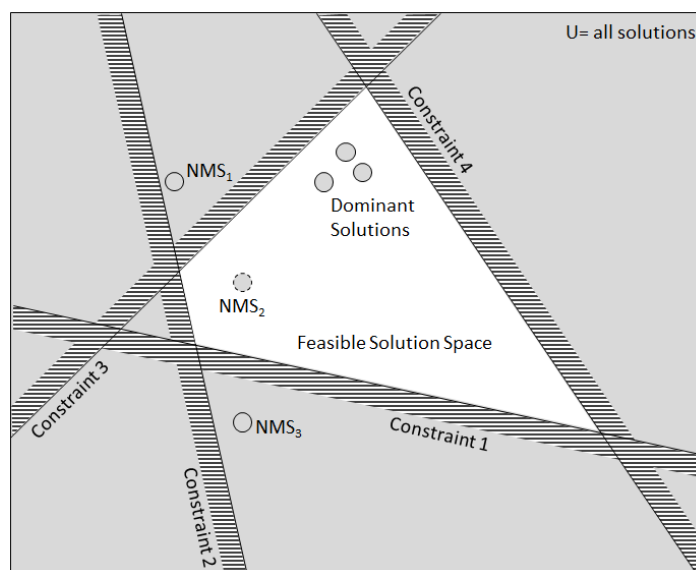 U= all solutions
Constraint 4
NMS1
Dominant
Solutions
NMS2
Feasible Solution Space
Constraint 3
NMS3
Constraint 1
Constraint 2